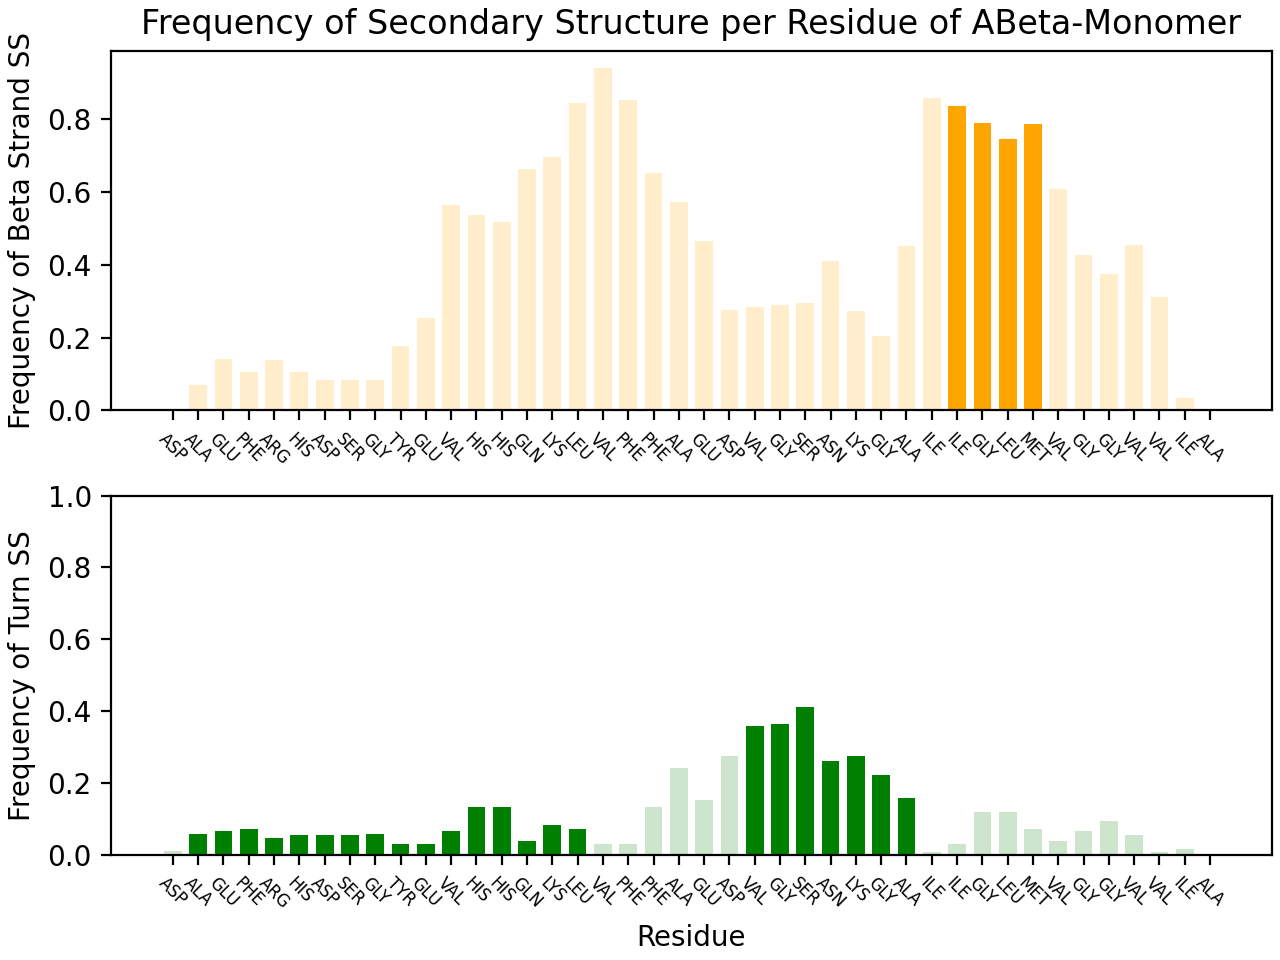 Frequency of Secondary Structure per Residue of ABeta-Monomer
Frequency of Beta Strand SS
0.8
0.6
0.4
0.2
0.0
ASP ALA GLU PHE ARG HIS ASP SER GLY TYR GLU VAL HIS HIS GLN LYS LEU VAL PHE PHE ALA GLU ASP VAL GLY SER ASN LYS GLY ALA ILE ILE GLY LEU MET VAL GLY GLY VAL VAL ILE ALA
Frequency of Turn SS
1.0
0.8
0.6
0.4
0.2
0.0
ASP ALA GLU PHE ARG HIS ASP SER GLY TYR GLU VAL HIS HIS GLN LYS LEU VAL PHE PHE ALA GLU ASP VAL GLY SER ASN LYS GLY ALA ILE ILE GLY LEU MET VAL GLY GLY VAL VAL ILE ALA
Residue